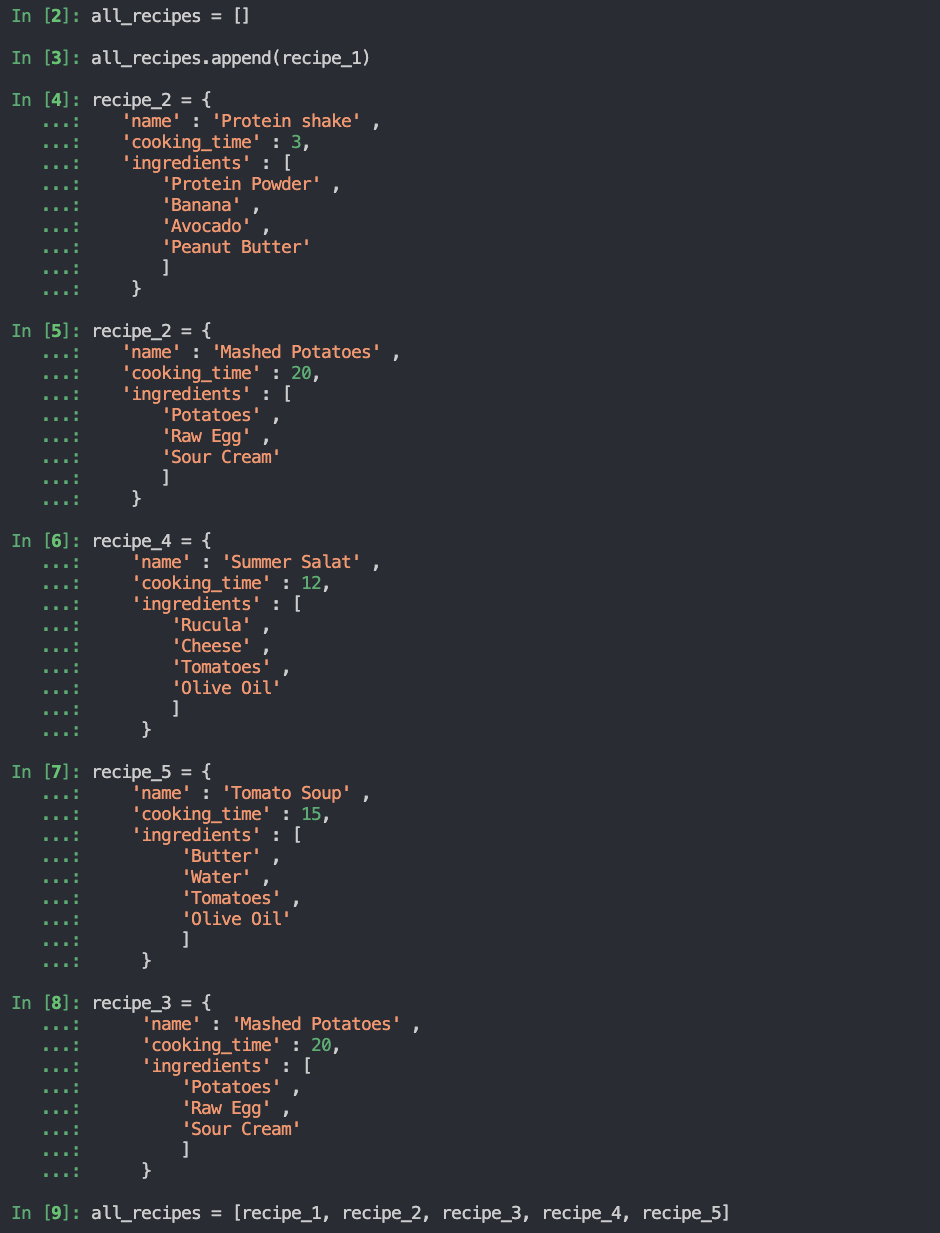 In [2]: all_recipes = []
In [3]: all_recipes.append(recipe_1)
In [4]: recipe_2 = {
   ...:    'name' : 'Protein shake' ,
   ...:    'cooking_time' : 3,
   ...:    'ingredients' : [
   ...:        'Protein Powder' ,
   ...:        'Banana' ,
   ...:        'Avocado' ,
   ...:        'Peanut Butter'
   ...:        ]
   ...:     }
In [5]: recipe_2 = {
   ...:    'name' : 'Mashed Potatoes' ,
   ...:    'cooking_time' : 20,
   ...:    'ingredients' : [
   ...:        'Potatoes' ,
   ...:        'Raw Egg' ,
   ...:        'Sour Cream'
   ...:        ]
   ...:     }
In [6]: recipe_4 = {
   ...:     'name' : 'Summer Salat' ,
   ...:     'cooking_time' : 12,
   ...:     'ingredients' : [
   ...:         'Rucula' ,
   ...:         'Cheese' ,
   ...:         'Tomatoes' ,
   ...:         'Olive Oil'
   ...:         ]
   ...:      }
In [7]: recipe_5 = {
   ...:     'name' : 'Tomato Soup' ,
   ...:     'cooking_time' : 15,
   ...:     'ingredients' : [
   ...:          'Butter' ,
   ...:          'Water' ,
   ...:          'Tomatoes' ,
   ...:          'Olive Oil'
   ...:          ]
   ...:      }
In [8]: recipe_3 = {
   ...:      'name' : 'Mashed Potatoes' ,
   ...:      'cooking_time' : 20,
   ...:      'ingredients' : [
   ...:          'Potatoes' ,
   ...:          'Raw Egg' ,
   ...:          'Sour Cream'
   ...:          ]
   ...:      }
In [9]: all_recipes = [recipe_1, recipe_2, recipe_3, recipe_4, recipe_5]